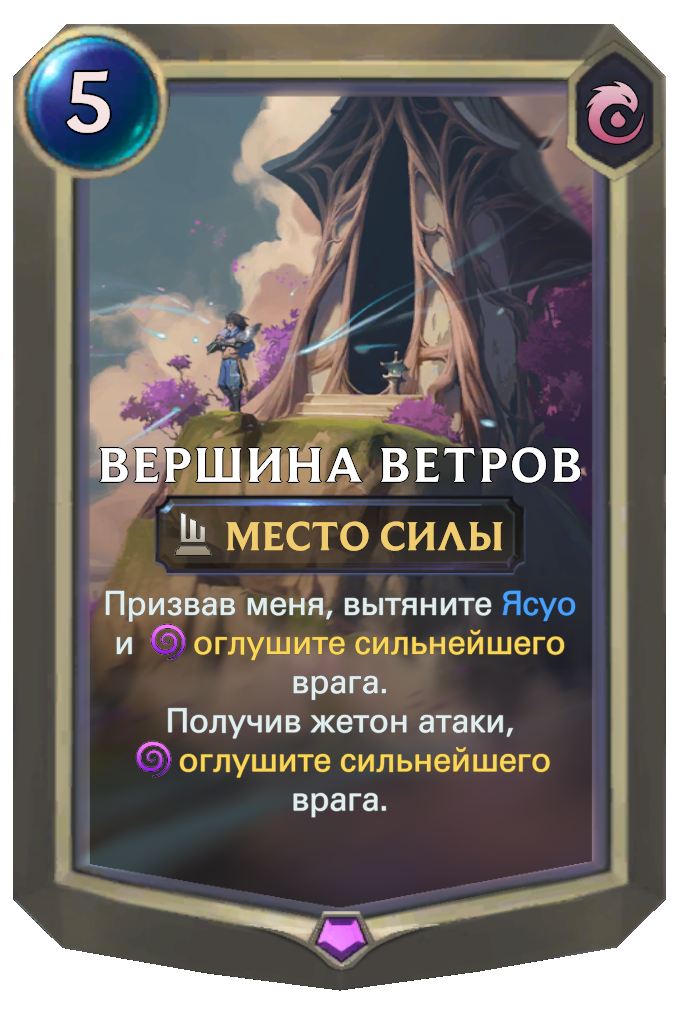 5
ВЕРШИНА ВЕТРОВ
МЕСТО СИЛЫ
Призвав меня, вытяните Ясуо
и оглушите сильнейшего
врага.
Получив жетон атаки,
оглушите сильнейшего
врага.